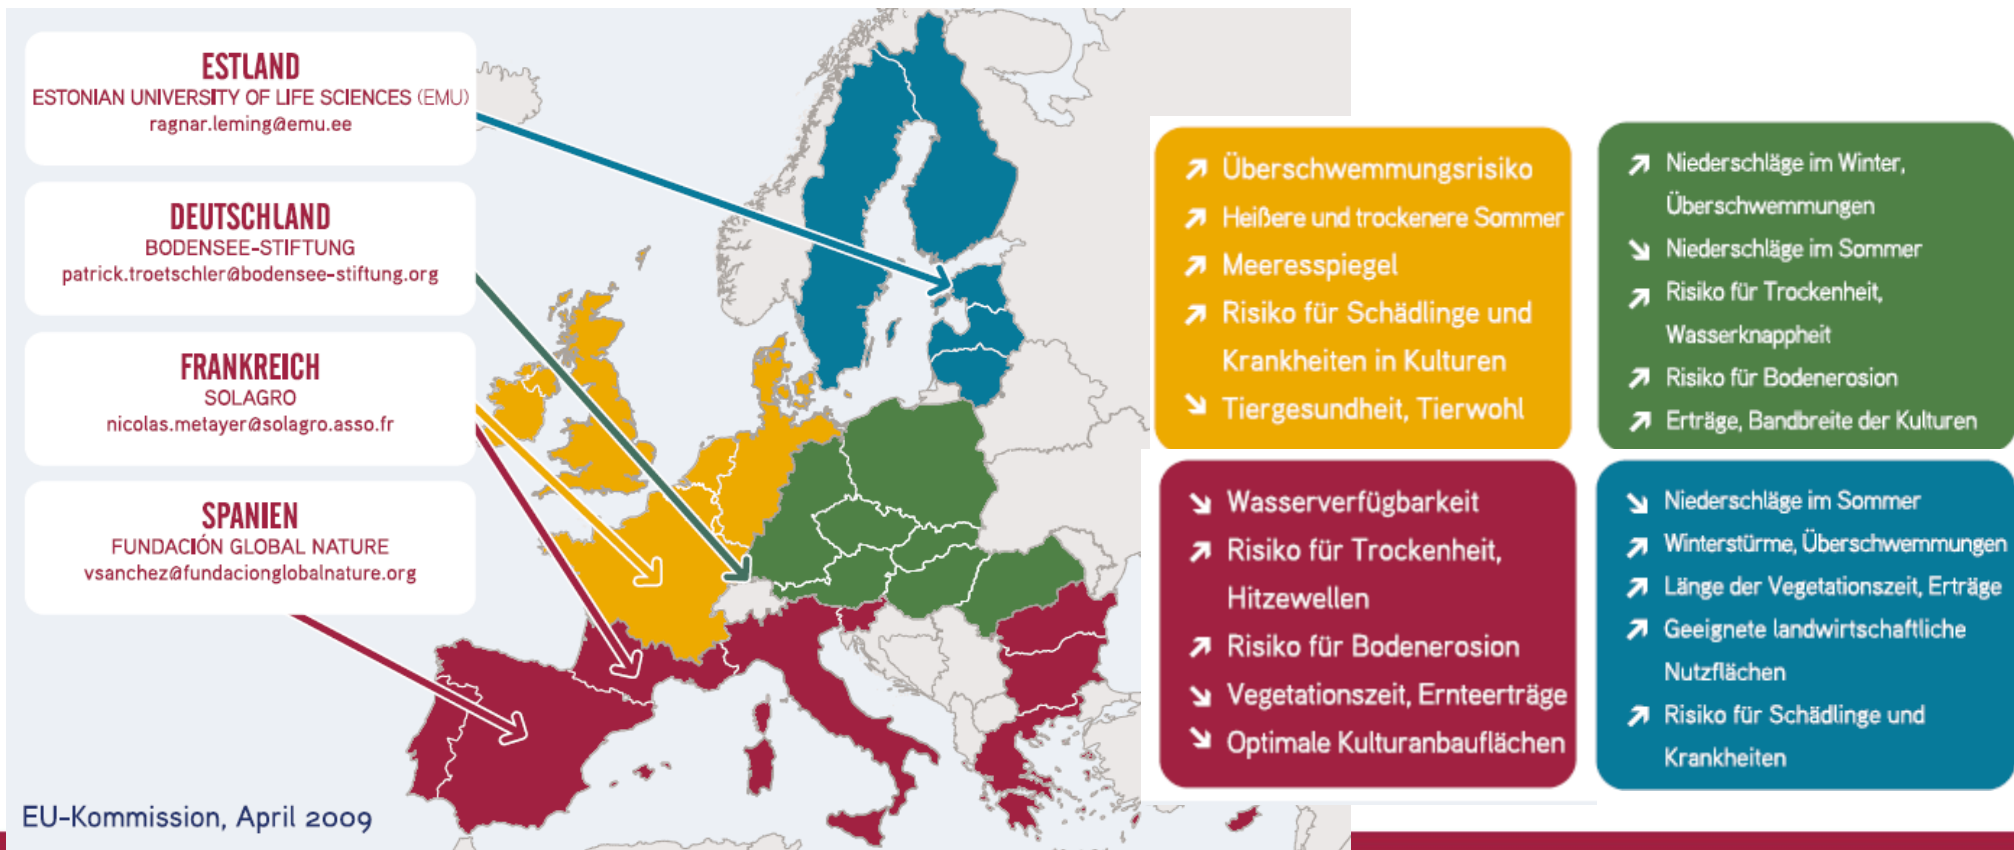 ESTLAND
ESTONIAN UNIVERSITY OF LIFE SCIENCES (EMU)
ragnar.leming@emu.ee
DEUTSCHLAND
BODENSEE-STIFTUNG
patrick.troetschler@bodensee-stiftung.org
FRANKREICH
SOLAGRO
nicolas.metayer@solagro.asso.fr
SPANIEN
FUNDACIÓN GLOBAL NATURE
vsanchez@fundacionglobalnature.org
EU-Kommission, April 2009
↗ Überschwemmungsrisiko
↗ Heißere und trockenere Sommer
↗ Meeresspiegel
↗ Risiko für Schädlinge und
Krankheiten in Kulturen
↘ Tiergesundheit, Tierwohl
↗ Niederschläge im Winter,
Überschwemmungen
↘ Niederschläge im Sommer
↗ Risiko für Trockenheit,
Wasserknappheit
↗ Risiko für Bodenerosion
↗ Erträge, Bandbreite der Kulturen
↘ Wasserverfügbarkeit
↗ Risiko für Trockenheit,
Hitzewellen
↗ Risiko für Bodenerosion
↘ Vegetationszeit, Ernteerträge
↘ Optimale Kulturanbauflächen
↘ Niederschläge im Sommer
↗ Winterstürme, Überschwemmungen
↗ Länge der Vegetationszeit, Erträge
↗ Geeignete landwirtschaftliche
Nutzflächen
↗ Risiko für Schädlinge und
Krankheiten